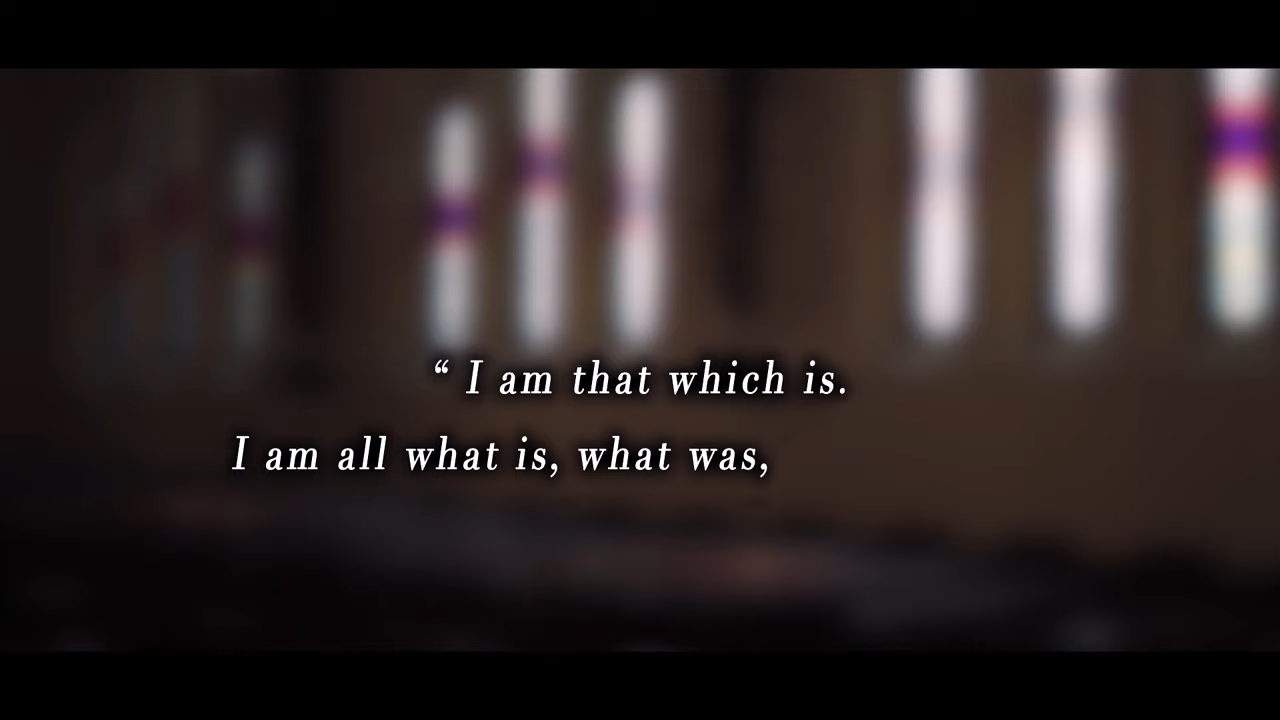 “ I am that which is.
I am all what is, what was,